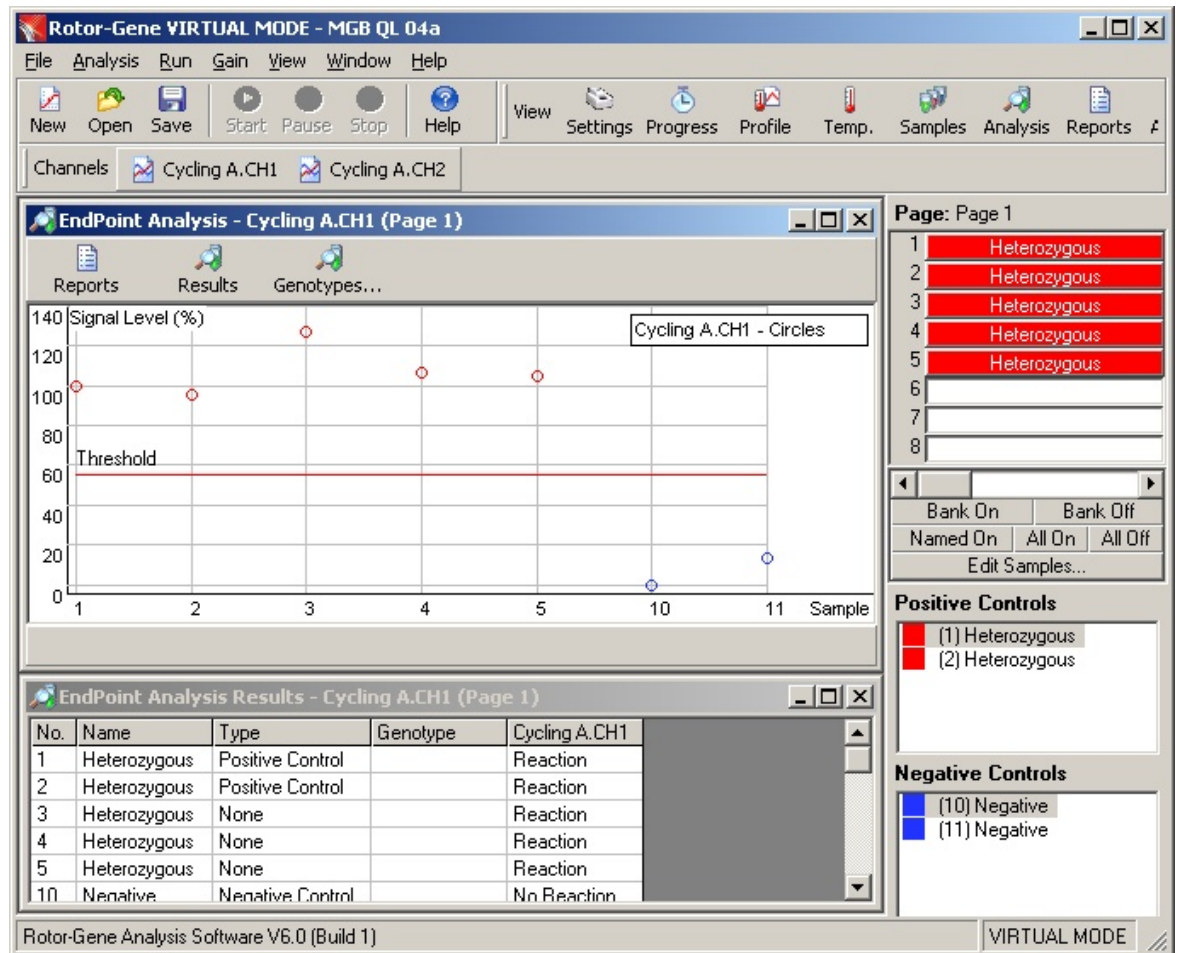 Rotor-Gene VIRTUAL MODE - MGB QL 04a
File Analysis Run Gain View Window Help
New Open Save Start Pause Stop Help View Settings Progress Profile Temp. Samples Analysis Reports
Channels Cycling A.CH1 Cycling A.CH2
EndPoint Analysis - Cycling A.CH1 (Page 1)
Reports Results Genotypes...
140 Signal Level (%)
Cycling A.CH1 - Circles
120
100
80
Threshold
60
40
20
0
1 2 3 4 5 10 11 Sample
Page: Page 1
1 Heterozygous
2 Heterozygous
3 Heterozygous
4 Heterozygous
5 Heterozygous
6
7
8
Bank On Bank Off
Named On All On All Off
Edit Samples...
Positive Controls
(1) Heterozygous
(2) Heterozygous
Negative Controls
(10) Negative
(11) Negative
EndPoint Analysis Results - Cycling A.CH1 (Page 1)
No. Name Type Genotype Cycling A.CH1
1 Heterozygous Positive Control Reaction
2 Heterozygous Positive Control Reaction
3 Heterozygous None Reaction
4 Heterozygous None Reaction
5 Heterozygous None Reaction
10 Negative Negative Control No Reaction
Rotor-Gene Analysis Software V6.0 (Build 1) VIRTUAL MODE